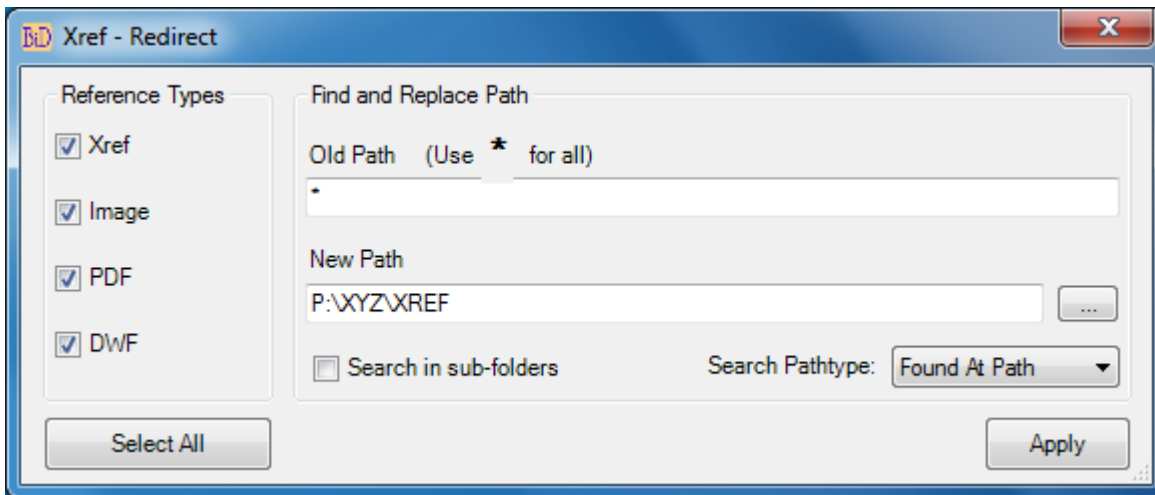 BiD Xref - Redirect
Reference Types
Xref
Image
PDF
DWF
Select All
Find and Replace Path
Old Path (Use * for all)
*
New Path
P:\XYZ\XREF
...
Search in sub-folders
Search Pathtype: Found At Path
Apply